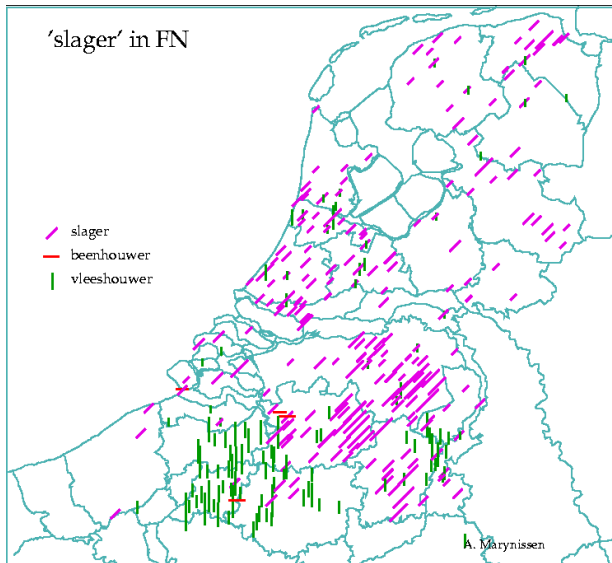 'slager' in FN
slager
beenhouwer
vleeshouwer
A. Marynissen